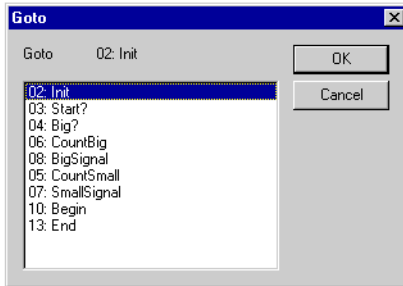 Goto
Goto 02: Init
OK
Cancel
02: Init
03: Start?
04: Big?
06: CountBig
08: BigSignal
05: CountSmall
07: SmallSignal
10: Begin
13: End